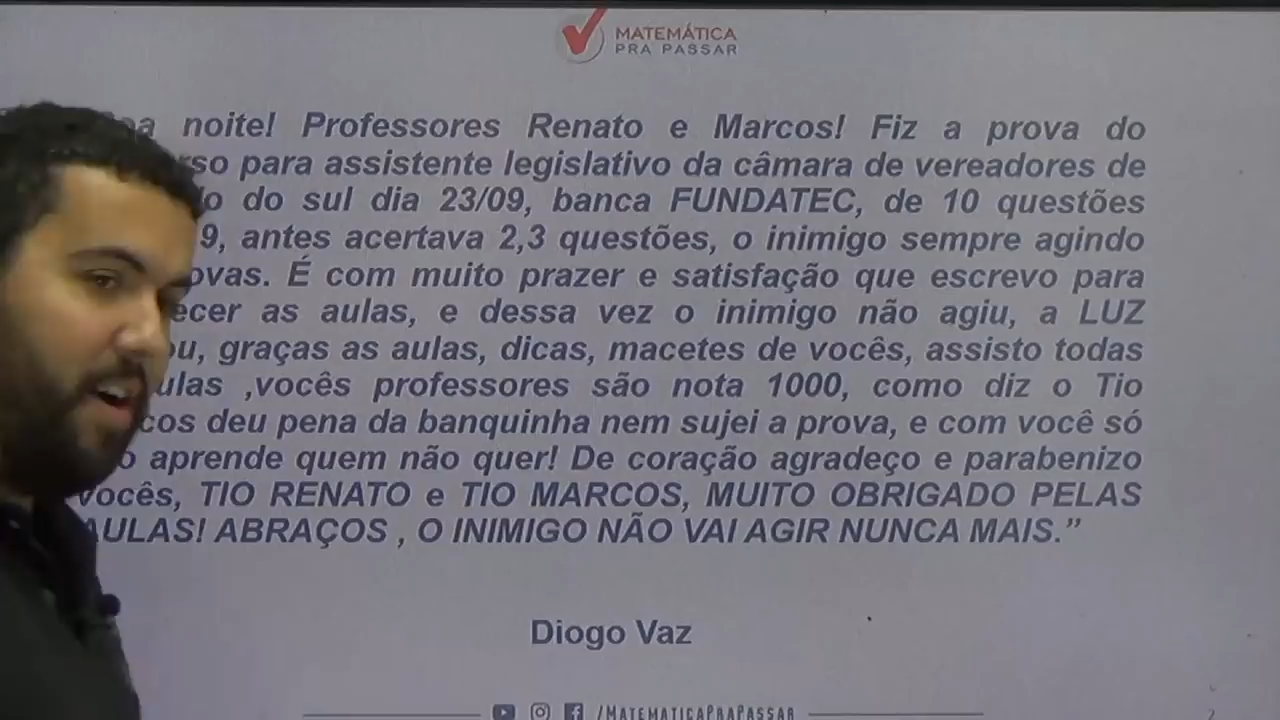 MATEMÁTICA
PRA PASSAR
noite! Professores Renato e Marcos! Fiz a prova do
para assistente legislativo da câmara de vereadores de
do sul dia 23/09, banca FUNDATEC, de 10 questões
9, antes acertava 2,3 questões, o inimigo sempre agindo
É com muito prazer e satisfação que escrevo para
as aulas, e dessa vez o inimigo não agiu, a LUZ
graças as aulas, dicas, macetes de vocês, assisto todas
,vocês professores são nota 1000, como diz o Tio
deu pena da banquinha nem sujei a prova, e com você só
aprende quem não quer! De coração agradeço e parabenizo
vocês, TIO RENATO e TIO MARCOS, MUITO OBRIGADO PELAS
AULAS! ABRAÇOS , O INIMIGO NÃO VAI AGIR NUNCA MAIS.”
Diogo Vaz
/MATEMATICAPRAPASSAR